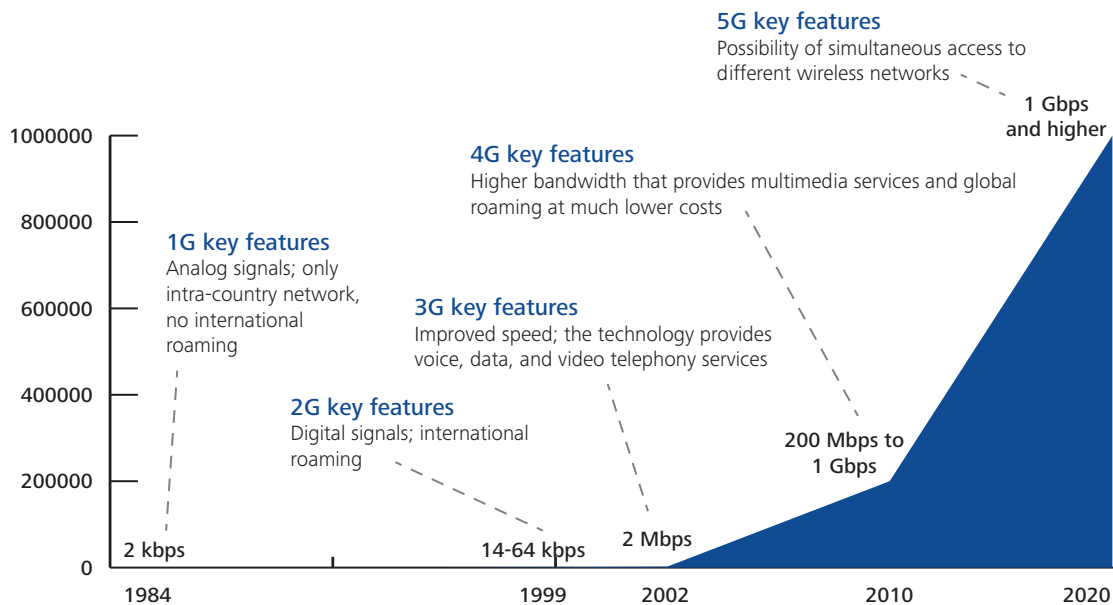 5G key features
Possibility of simultaneous access to
different wireless networks
1 Gbps
and higher
1000000
4G key features
Higher bandwidth that provides multimedia services and global
roaming at much lower costs
800000
1G key features
Analog signals; only
intra-country network,
no international
roaming
600000
3G key features
Improved speed; the technology provides
voice, data, and video telephony services
400000
2G key features
Digital signals; international
roaming
200 Mbps to
1 Gbps
200000
2 kbps
14-64 kbps
2 Mbps
0
1984
1999
2002
2010
2020